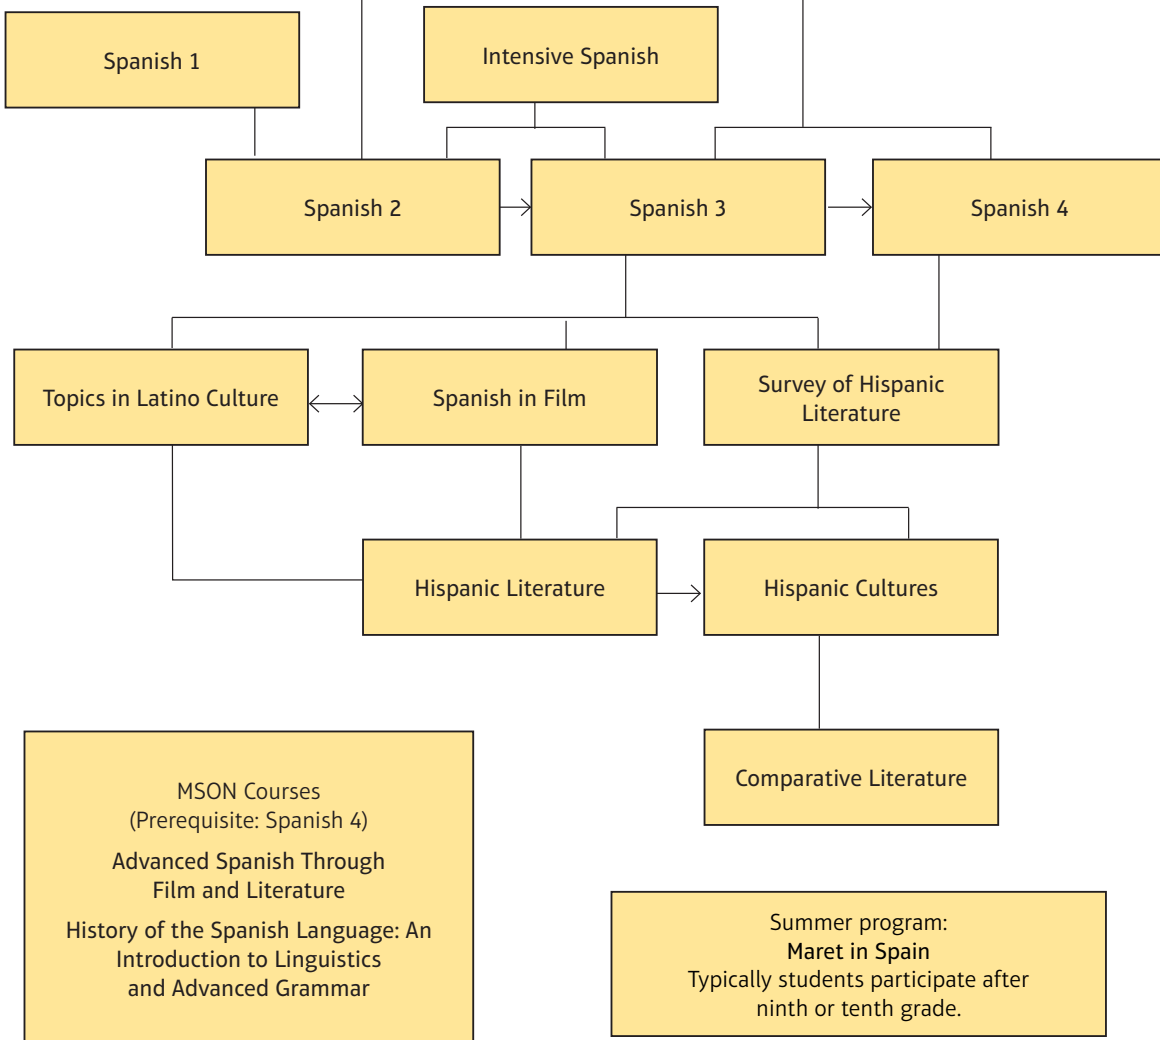 Spanish 1
Intensive Spanish
Spanish 2
Spanish 3
Spanish 4
Topics in Latino Culture
Spanish in Film
Survey of Hispanic
Literature
Hispanic Literature
Hispanic Cultures
Comparative Literature
MSON Courses
(Prerequisite: Spanish 4)
Advanced Spanish Through
Film and Literature
History of the Spanish Language: An
Introduction to Linguistics
and Advanced Grammar
Summer program:
Maret in Spain
Typically students participate after
ninth or tenth grade.